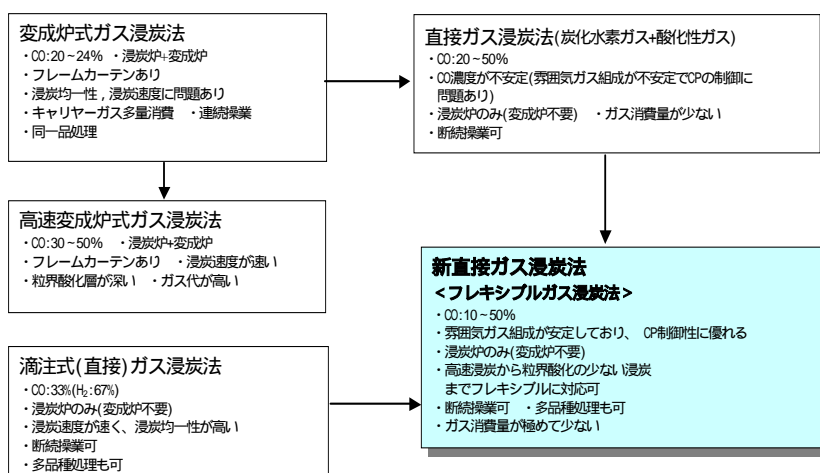 変成炉式ガス浸炭法
・CO:20~24% ・浸炭炉+変成炉
・フレームカーテンあり
・浸炭均一性,浸炭速度に問題あり
・キャリヤーガス多量消費 ・連続操業
・同一品処理
直接ガス浸炭法(炭化水素ガス+酸化性ガス)
・CO:20~50%
・CO濃度が不安定(雰囲気ガス組成が不安定でCPの制御に
問題あり)
・浸炭炉のみ(変成炉不要) ・ガス消費量が少ない
・断続操業可
高速変成炉式ガス浸炭法
・CO:30~50% ・浸炭炉+変成炉
・フレームカーテンあり ・浸炭速度が速い
・粒界酸化層が深い ・ガス代が高い
新直接ガス浸炭法
<フレキシブルガス浸炭法>
・CO:10~50%
・雰囲気ガス組成が安定しており、 CP制御性に優れる
・浸炭炉のみ(変成炉不要)
・高速浸炭から粒界酸化の少ない浸炭
までフレキシブルに対応可
・断続操業可 ・多品種処理も可
・ガス消費量が極めて少ない
滴注式(直接)ガス浸炭法
・CO:33%(H₂:67%)
・浸炭炉のみ(変成炉不要)
・浸炭速度が速く、浸炭均一性が高い
・断続操業可
・多品種処理も可